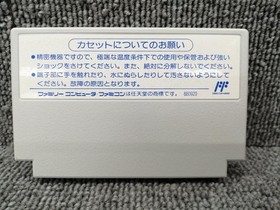 カセットについてのお願い
●精密機器ですので、極端な温度条件下での使用や保管および強い
ショックをさけてください。また、絶対に分解しないでください。
●端子部に手を触れたり、水にぬらしたりして汚さないようにして
ください。故障の原因となります。
ファミリーコンピュータ ファミコンは任天堂の商標です。
FF